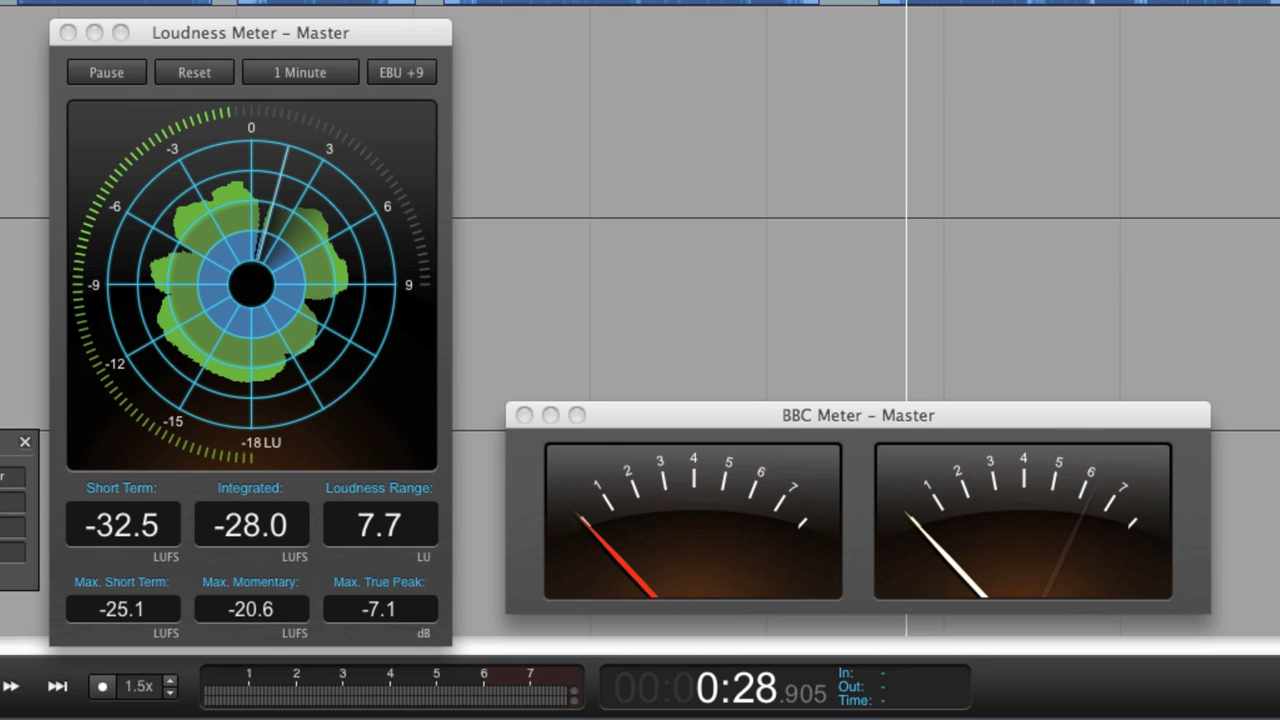 Loudness Meter – Master
Pause Reset 1 Minute EBU +9
0
-3 3
-6 6
-9 9
-12
-15
-18 LU
Short Term: Integrated: Loudness Range:
-32.5 -28.0 7.7
LUFS LUFS LU
Max. Short Term: Max. Momentary: Max. True Peak:
-25.1 -20.6 -7.1
LUFS LUFS dB
BBC Meter – Master
1 2 3 4 5 6 7
1 2 3 4 5 6 7
r
1.5x
1 2 3 4 5 6 7
00:00:28.905
In: -
Out: -
Time: -